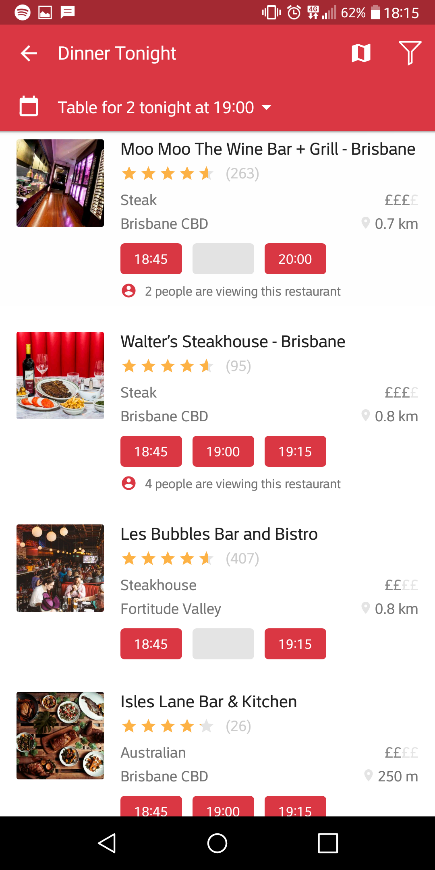 62% 18:15
Dinner Tonight
Table for 2 tonight at 19:00
Moo Moo The Wine Bar + Grill - Brisbane
(263)
Steak ££££
Brisbane CBD 0.7 km
18:45 20:00
2 people are viewing this restaurant
Walter's Steakhouse - Brisbane
(95)
Steak ££££
Brisbane CBD 0.8 km
18:45 19:00 19:15
4 people are viewing this restaurant
Les Bubbles Bar and Bistro
(407)
Steakhouse ££££
Fortitude Valley 0.8 km
18:45 19:15
Isles Lane Bar & Kitchen
(26)
Australian ££££
Brisbane CBD 250 m
18:45 19:00 19:15